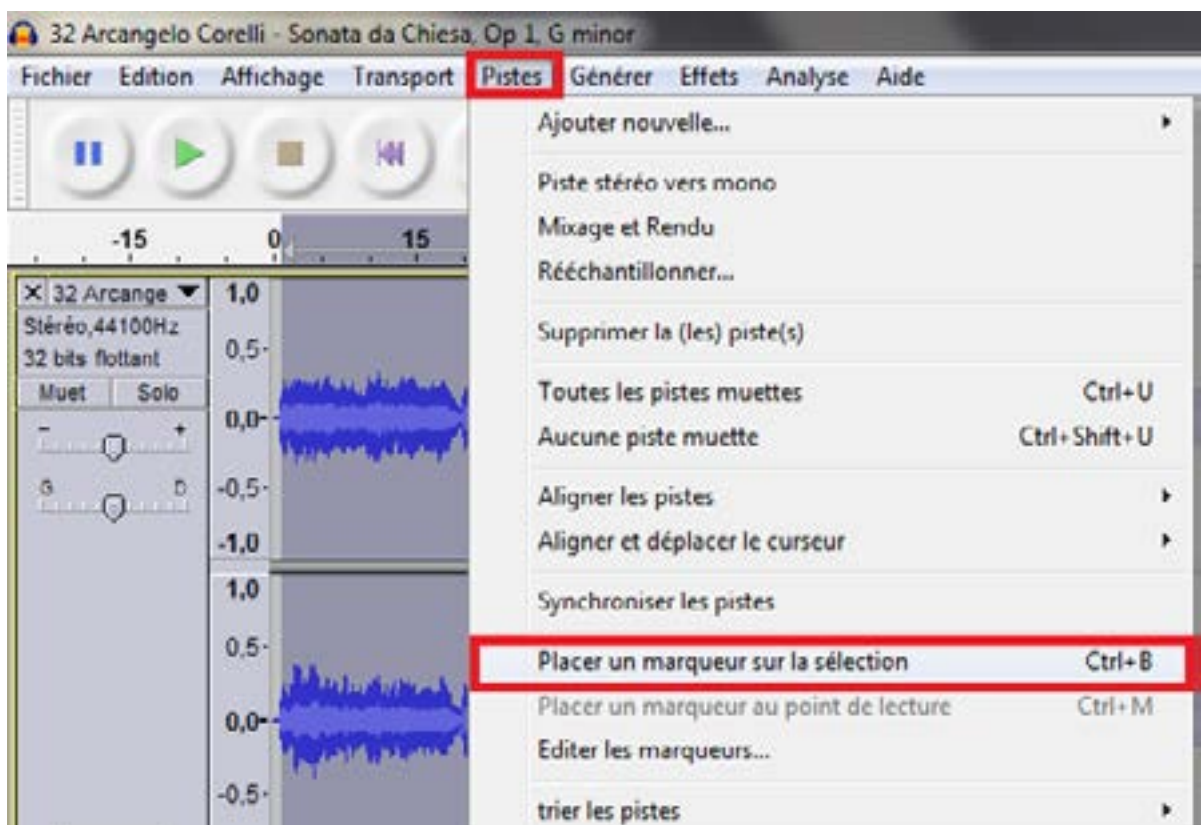 32 Arcangelo Corelli - Sonata da Chiesa, Op 1, G minor
Fichier Edition Affichage Transport Pistes Générer Effets Analyse Aide
Ajouter nouvelle...
Piste stéréo vers mono
Mixage et Rendu
Rééchantillonner...
Supprimer la (les) piste(s)
Toutes les pistes muettes Ctrl+U
Aucune piste muette Ctrl+Shift+U
Aligner les pistes
Aligner et déplacer le curseur
Synchroniser les pistes
Placer un marqueur sur la sélection Ctrl+B
Placer un marqueur au point de lecture Ctrl+M
Editer les marqueurs...
trier les pistes
-15 0 15
X 32 Arcange
Stéréo,44100Hz
32 bits flottant
Muet Solo
- +
G D
1,0
0,5-
0,0-
-0,5-
-1,0
1,0
0,5-
0,0-
-0,5-